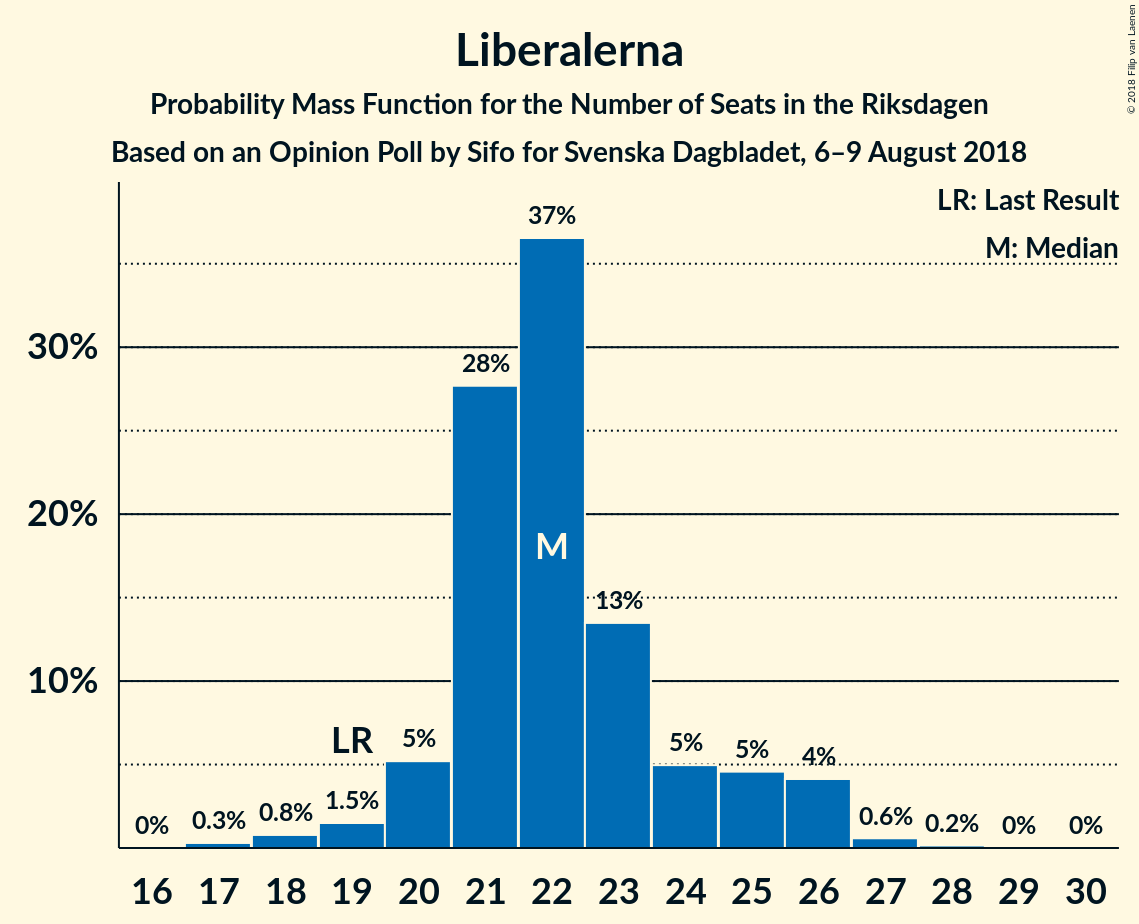 Liberalerna
Probability Mass Function for the Number of Seats in the Riksdagen
Based on an Opinion Poll by Sifo for Svenska Dagbladet, 6–9 August 2018
© 2018 Filip van Laenen
LR: Last Result
M: Median
30%
20%
10%
0%
0.3%
0.8%
1.5%
LR
5%
28%
37%
M
13%
5%
5%
4%
0.6%
0.2%
0%
0%
16 17 18 19 20 21 22 23 24 25 26 27 28 29 30